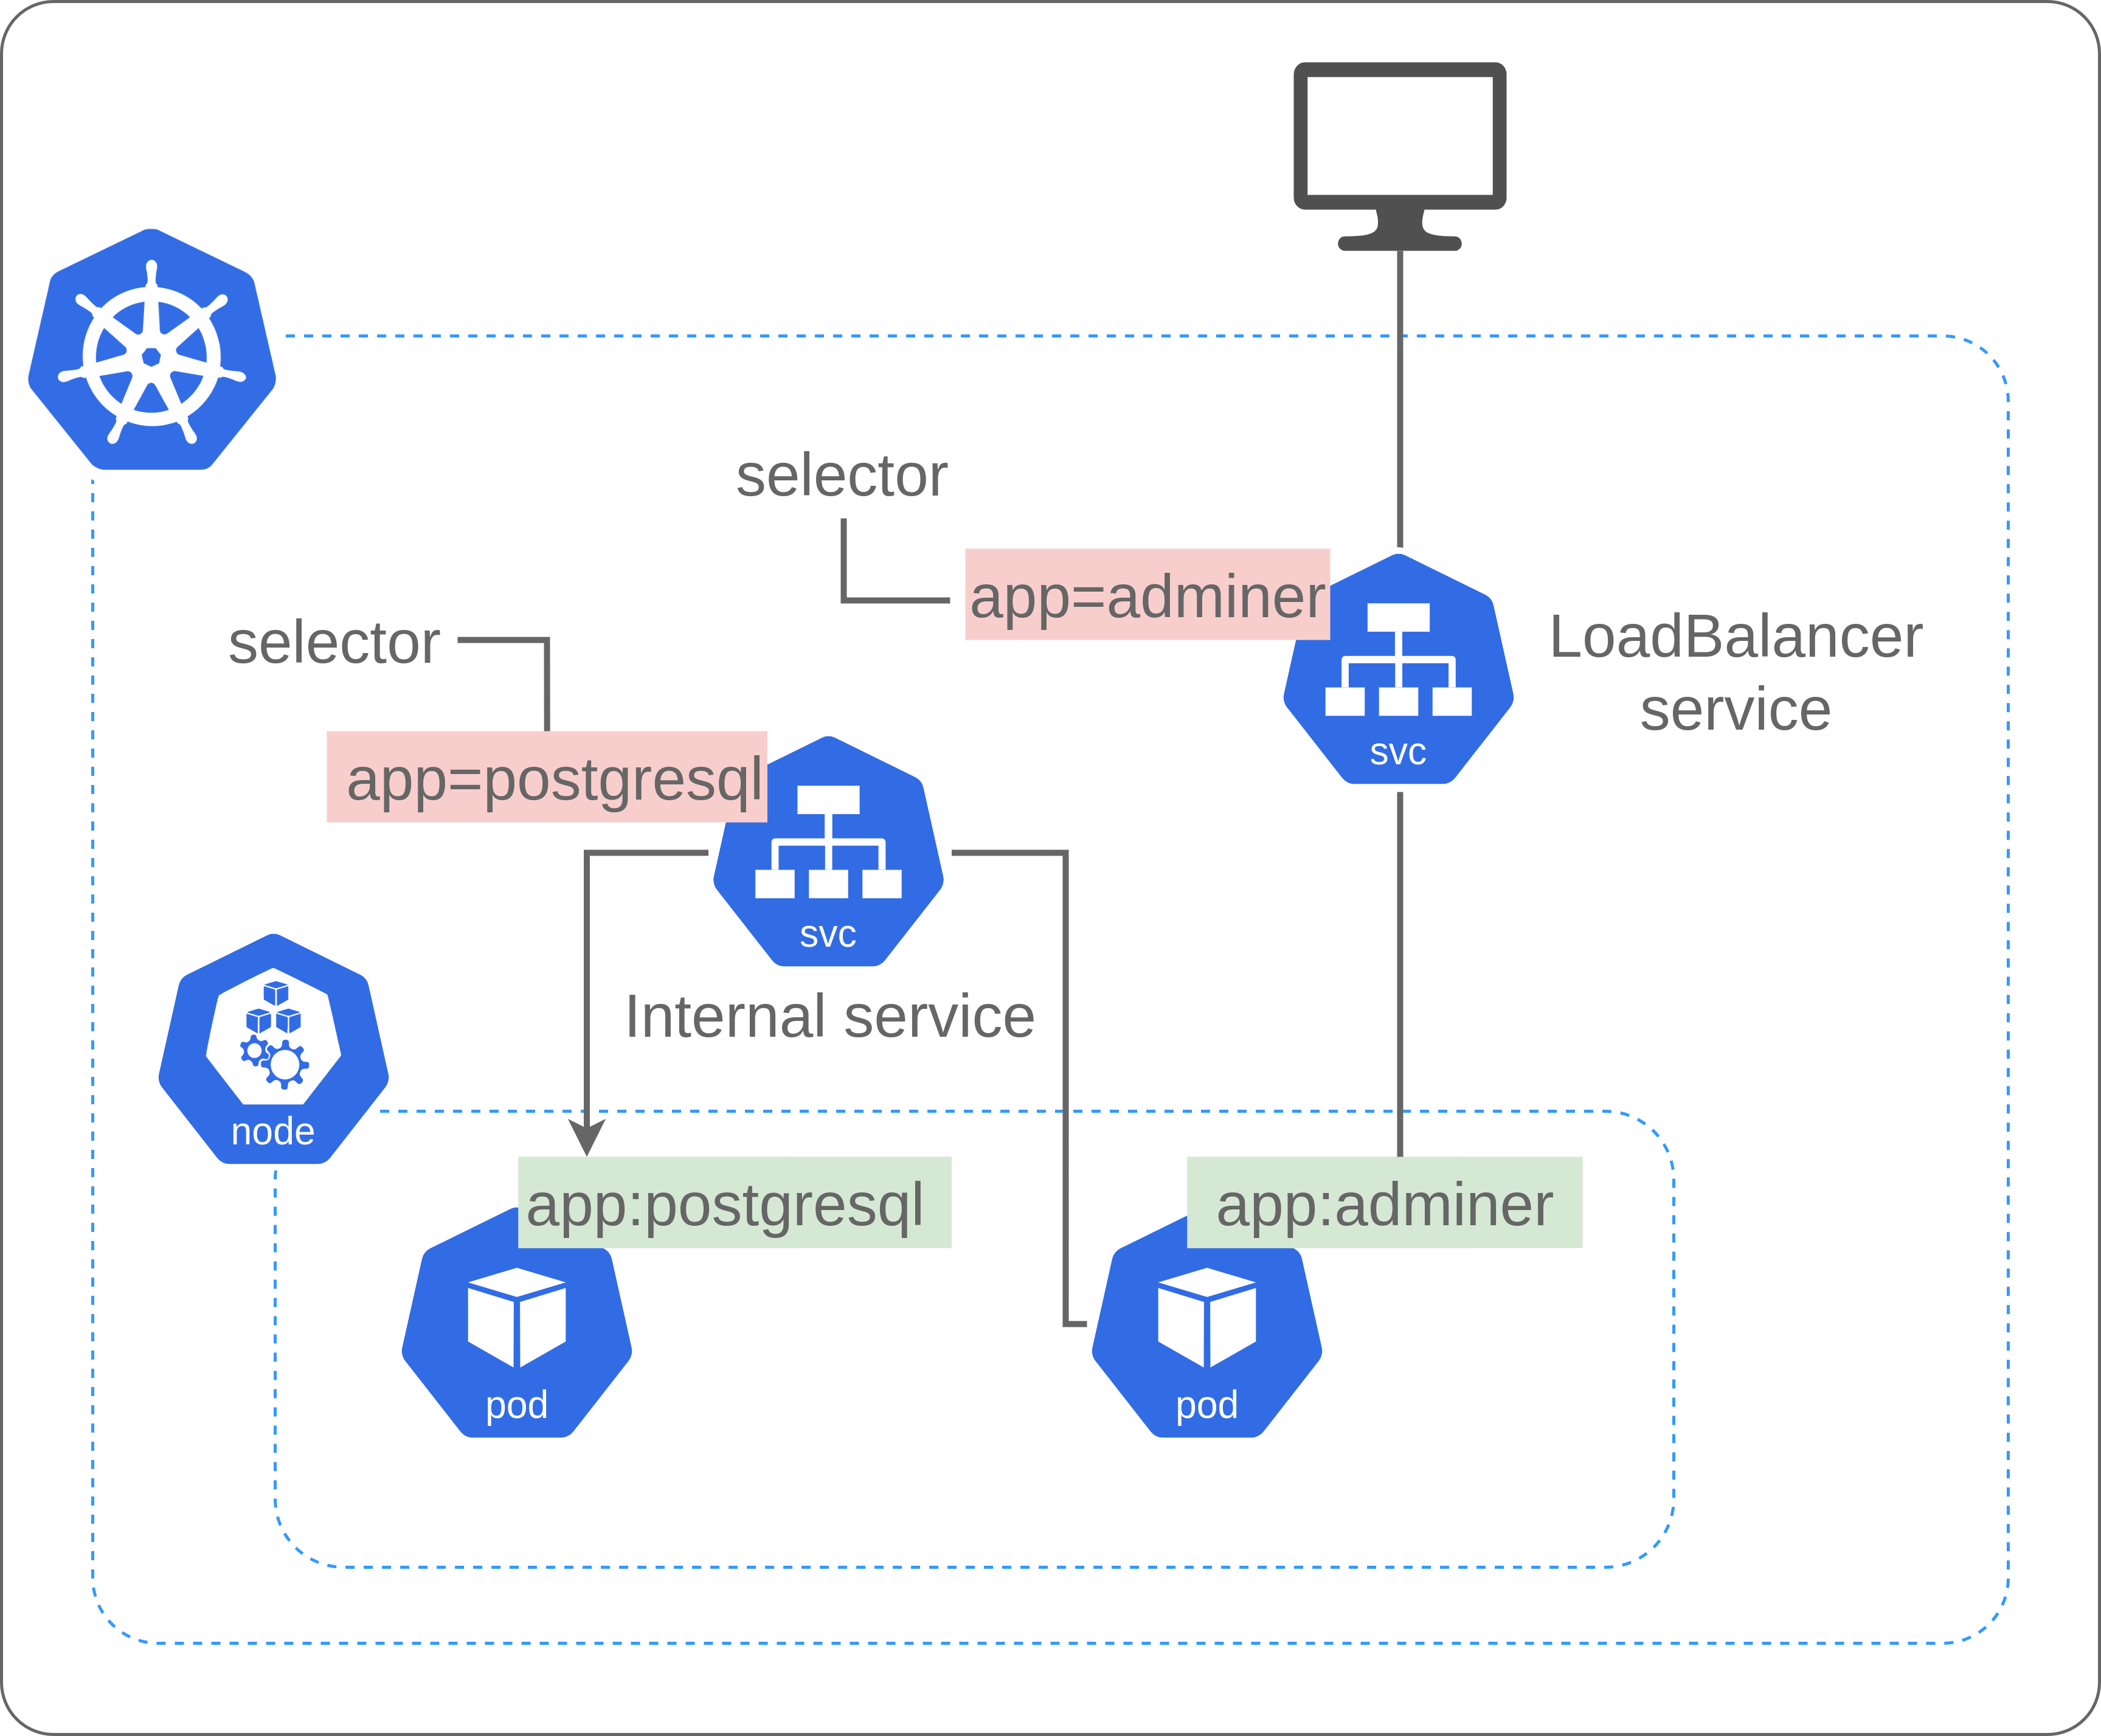 selector
app=adminer
LoadBalancer
service
svc
selector
app=postgresql
svc
Internal service
node
app:postgresql
app:adminer
pod
pod